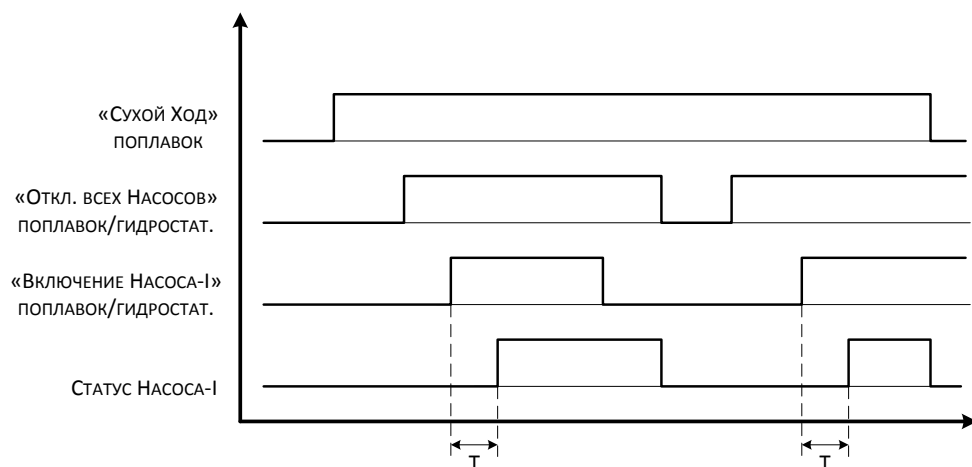 «Сухой Ход»
поплавок
«Откл. всех Насосов»
поплавок/гидростат.
«Включение Насоса-I»
поплавок/гидростат.
Статус Насоса-I
T
T